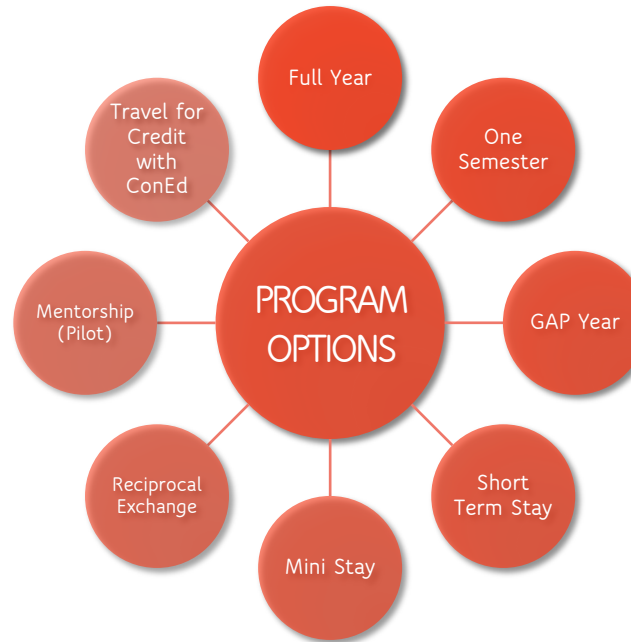 Full Year
One
Semester
GAP Year
Short
Term Stay
Mini Stay
Reciprocal
Exchange
Mentorship
(Pilot)
Travel for
Credit
with
ConEd
PROGRAM
OPTIONS